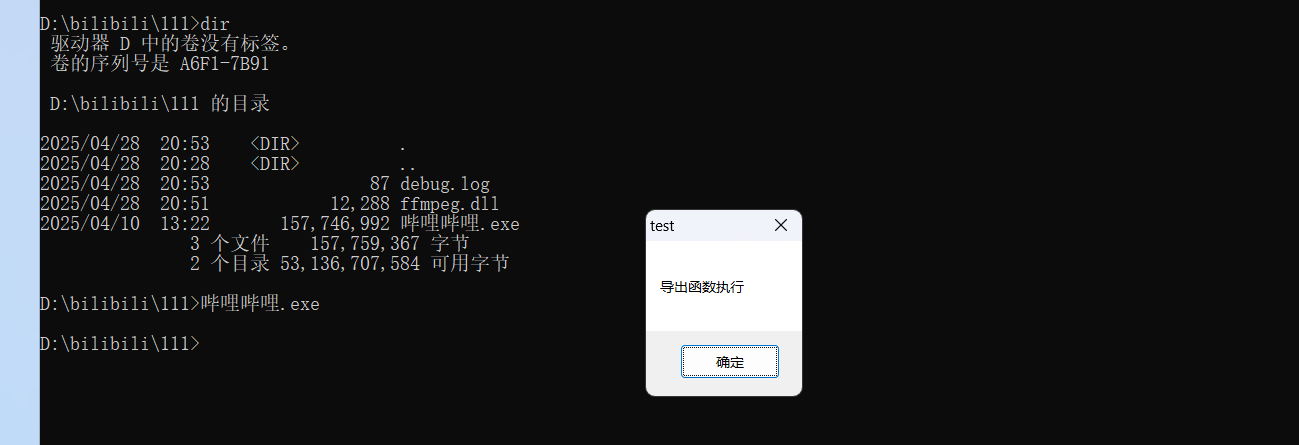 D:\bilibili\111>dir
驱动器 D 中的卷没有标签。
卷的序列号是 A6F1-7B91
D:\bilibili\111 的目录
2025/04/28  20:53    <DIR>          .
2025/04/28  20:28    <DIR>          ..
2025/04/28  20:53                87 debug.log
2025/04/28  20:51            12,288 ffmpeg.dll
2025/04/10  13:22       157,746,992 哔哩哔哩.exe
3 个文件    157,759,367 字节
2 个目录 53,136,707,584 可用字节
D:\bilibili\111>哔哩哔哩.exe
D:\bilibili\111>
test
导出函数执行
确定